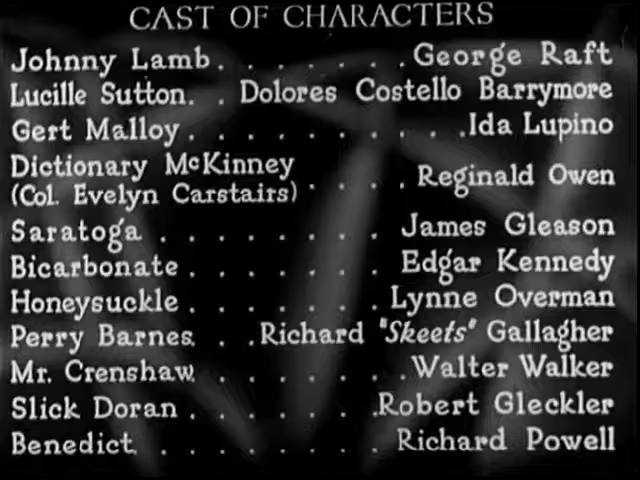 CAST OF CHARACTERS
Johnny Lamb. . . . . . . .George Raft
Lucille Sutton. . Dolores Costello Barrymore
Gert Malloy. . . . . . . . . .Ida Lupino
Dictionary McKinney
(Col. Evelyn Carstairs) . . . . Reginald Owen
Saratoga . . . . . . . . James Gleason
Bicarbonate . . . . . . . Edgar Kennedy
Honeysuckle . . . . . . . Lynne Overman
Perry Barnes. . .Richard "Skeets" Gallagher
Mr. Crenshaw. . . . . . . .Walter Walker
Slick Doran . . . . . . .Robert Gleckler
Benedict. . . . . . . . . Richard Powell